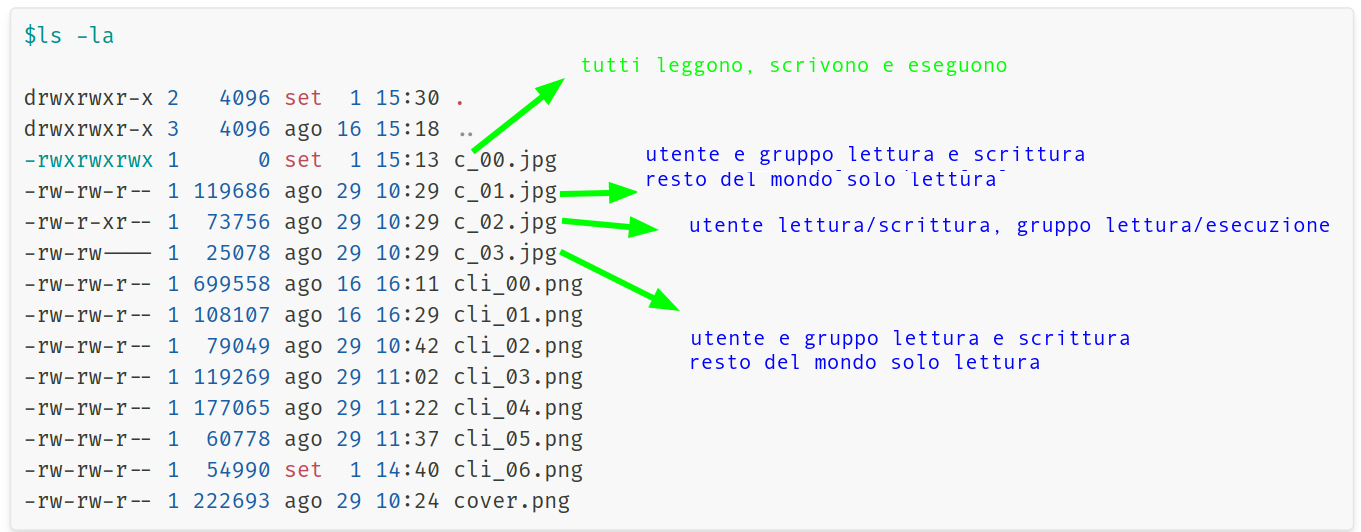 $ls -la
tutti leggono, scrivono e eseguono
drwxrwxr-x 2   4096 set  1 15:30 .
drwxrwxr-x 3   4096 ago 16 15:18 ..
-rwxrwxrwx 1      0 set  1 15:13 c_00.jpg
utente e gruppo lettura e scrittura
resto del mondo solo lettura
-rw-rw-r-- 1 119686 ago 29 10:29 c_01.jpg
-rw-r-xr-- 1  73756 ago 29 10:29 c_02.jpg
utente lettura/scrittura, gruppo lettura/esecuzione
-rw-rw---- 1  25078 ago 29 10:29 c_03.jpg
-rw-rw-r-- 1 699558 ago 16 16:11 cli_00.png
-rw-rw-r-- 1 108107 ago 16 16:29 cli_01.png
utente e gruppo lettura e scrittura
resto del mondo solo lettura
-rw-rw-r-- 1  79049 ago 29 10:42 cli_02.png
-rw-rw-r-- 1 119269 ago 29 11:02 cli_03.png
-rw-rw-r-- 1 177065 ago 29 11:22 cli_04.png
-rw-rw-r-- 1  60778 ago 29 11:37 cli_05.png
-rw-rw-r-- 1  54990 set  1 14:40 cli_06.png
-rw-rw-r-- 1 222693 ago 29 10:24 cover.png